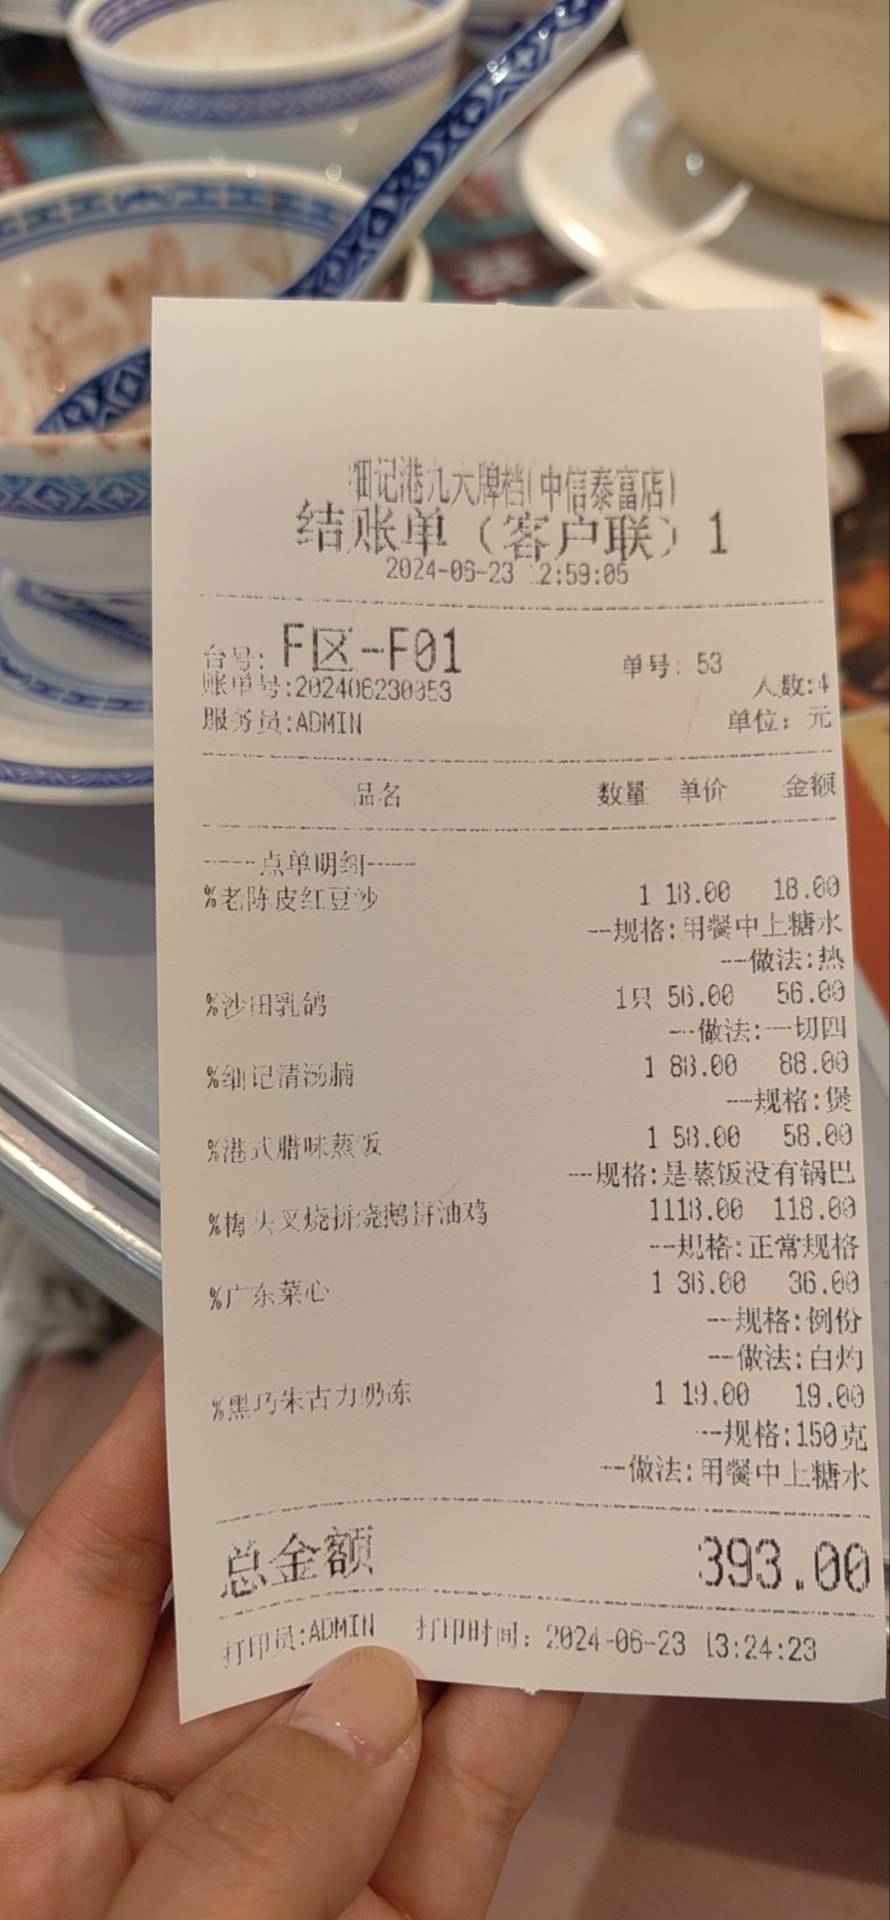 细记港九大牌档(中信泰富店)
结账单（客户联）1
2024-06-23 12:59:05
台号: F区-F01 单号: 53
账单号:202406230053 人数:4
服务员:ADMIN 单位: 元
品名 数量 单价 金额
-----点单明细-----
%老陈皮红豆沙 1 18.00 18.00
--规格:用餐中上糖水
--做法:热
%沙田乳鸽 1只 56.00 56.00
--做法:一切四
%细记清汤腩 1 88.00 88.00
--规格:煲
%港式腊味蒸饭 1 58.00 58.00
--规格:是蒸饭没有锅巴
%梅头叉烧拼烧鹅拼油鸡 1118.00 118.00
--规格:正常规格
%广东菜心 1 36.00 36.00
--规格:例份
--做法:白灼
%黑巧朱古力奶冻 1 19.00 19.00
--规格:150克
--做法:用餐中上糖水
总金额 393.00
打印员:ADMIN 打印时间: 2024-06-23 13:24:23